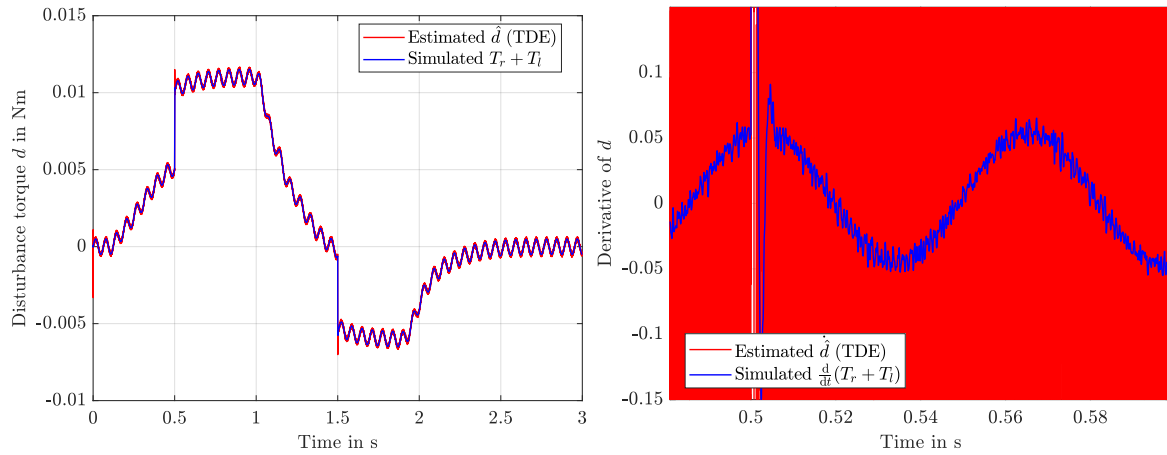 0.015
0.01
0.005
0
-0.005
-0.01
Disturbance torque d in Nm
Estimated d̂ (TDE)
Simulated T_r + T_l
0 0.5 1 1.5 2 2.5 3
Time in s
0.1
0.05
0
-0.05
-0.1
-0.15
Derivative of d
Estimated \dot{\hat{d}} (TDE)
Simulated \frac{d}{dt}(T_r + T_l)
0.5 0.52 0.54 0.56 0.58
Time in s